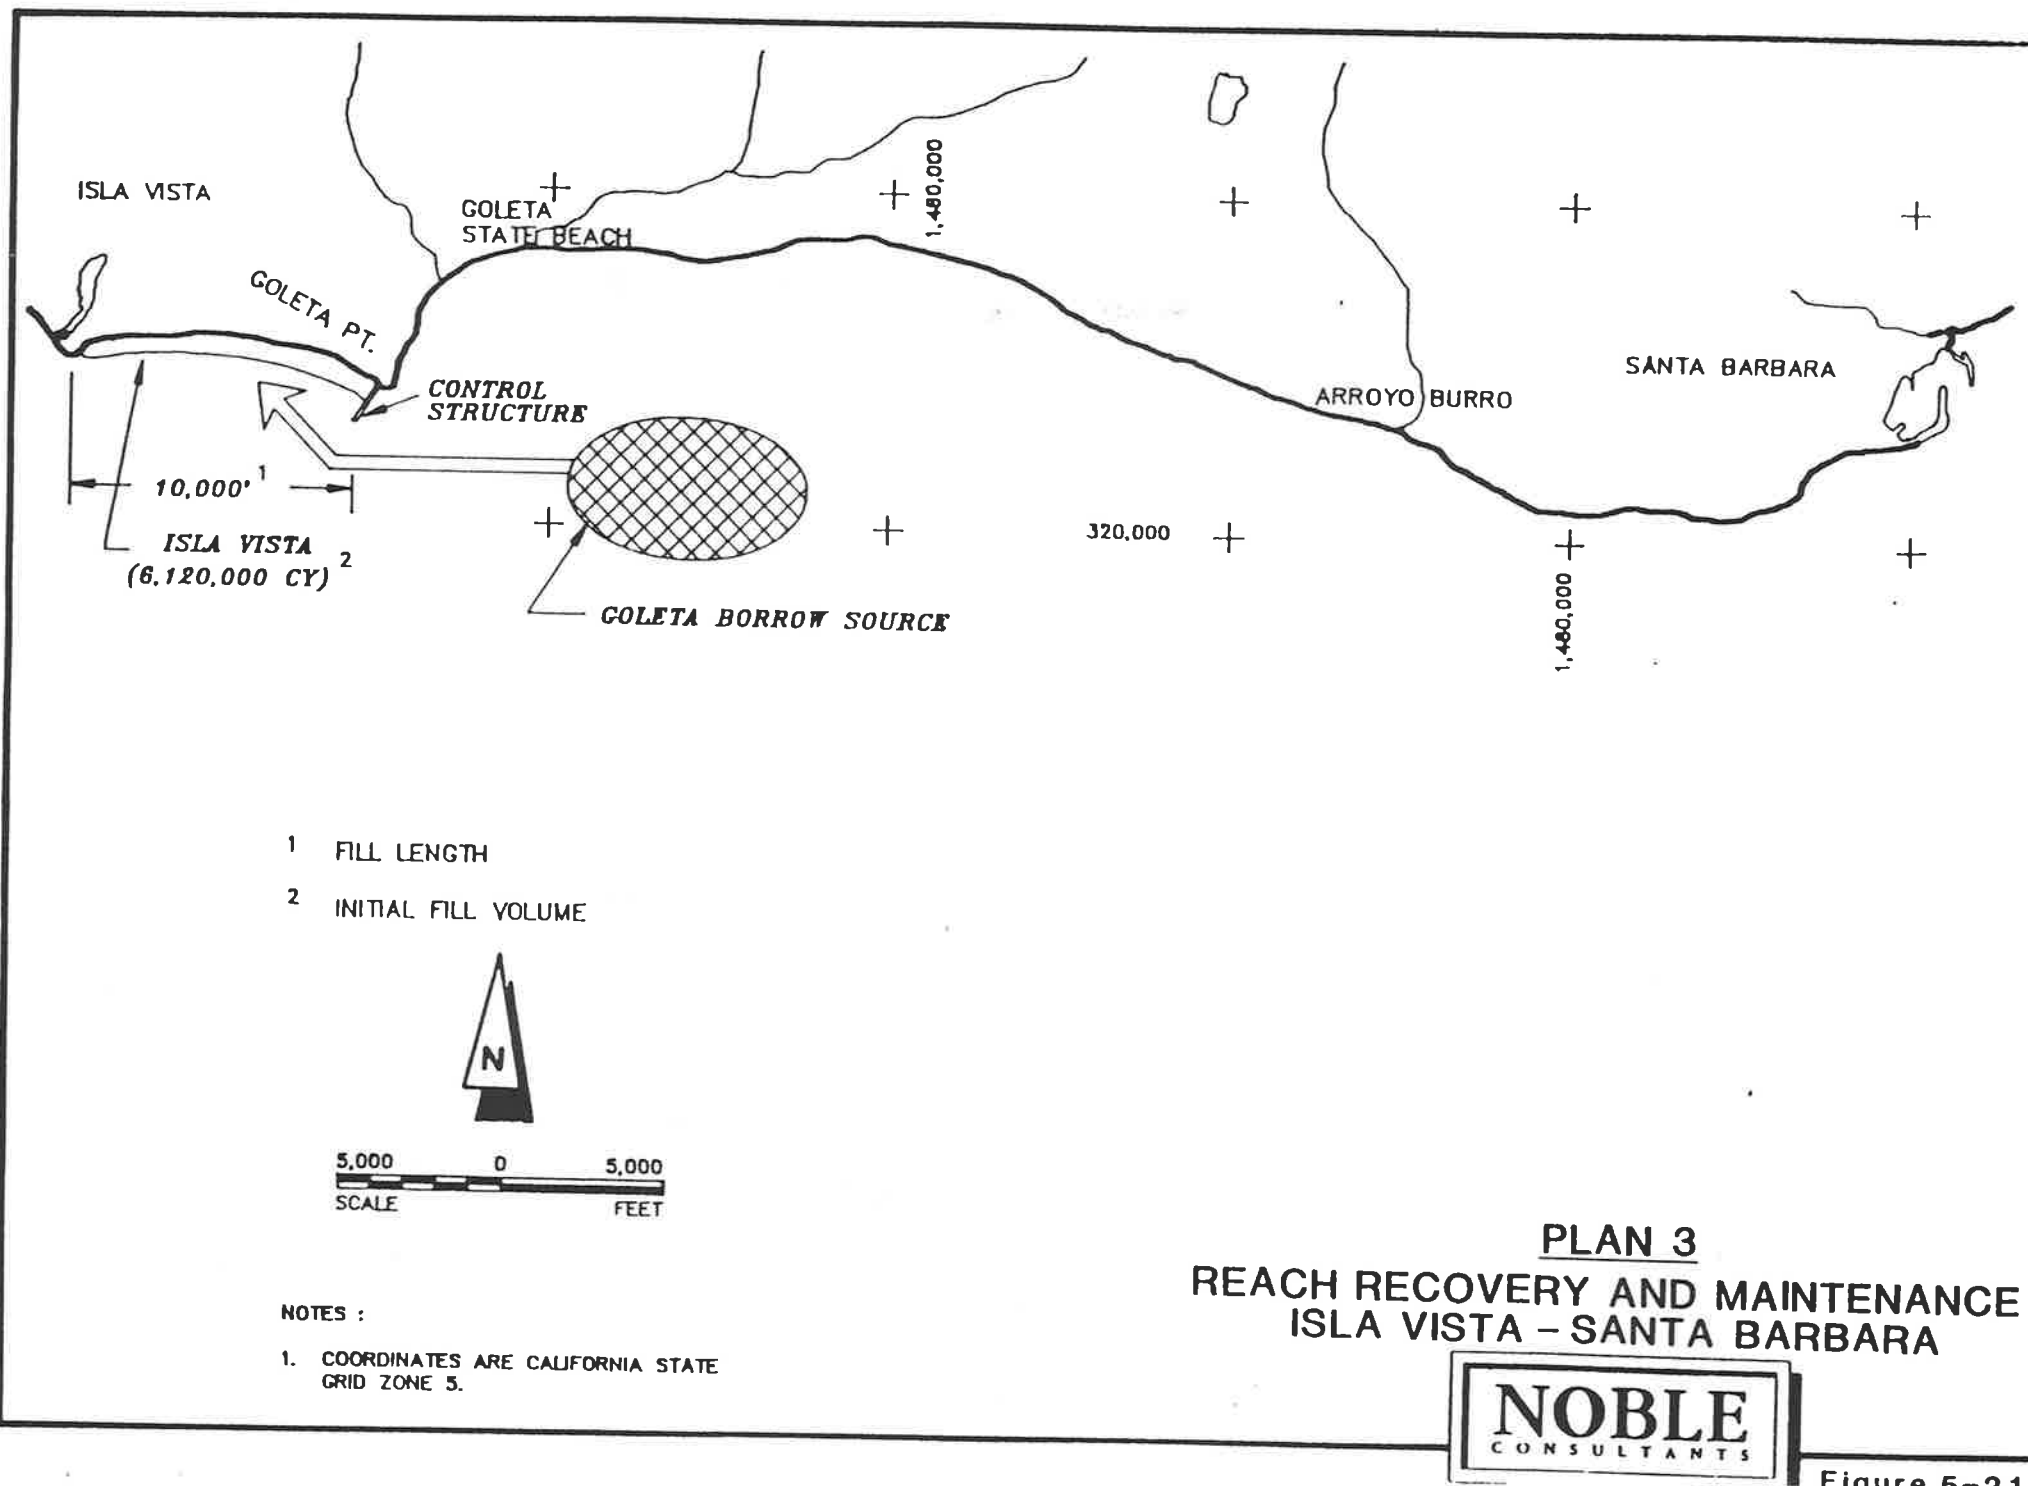 ISLA VISTA
GOLETA
STATE BEACH
1,480,000
GOLETA PT.
CONTROL
STRUCTURE
SANTA BARBARA
ARROYO BURRO
10,000' 1
320,000
ISLA VISTA 2
(6,120,000 CY)
GOLETA BORROW SOURCE
1,480,000
1 FILL LENGTH
2 INITIAL FILL VOLUME
N
5,000 0 5,000
SCALE FEET
PLAN 3
REACH RECOVERY AND MAINTENANCE
ISLA VISTA – SANTA BARBARA
NOTES :
1. COORDINATES ARE CALIFORNIA STATE
GRID ZONE 5.
NOBLE
CONSULTANTS
Figure 5-21